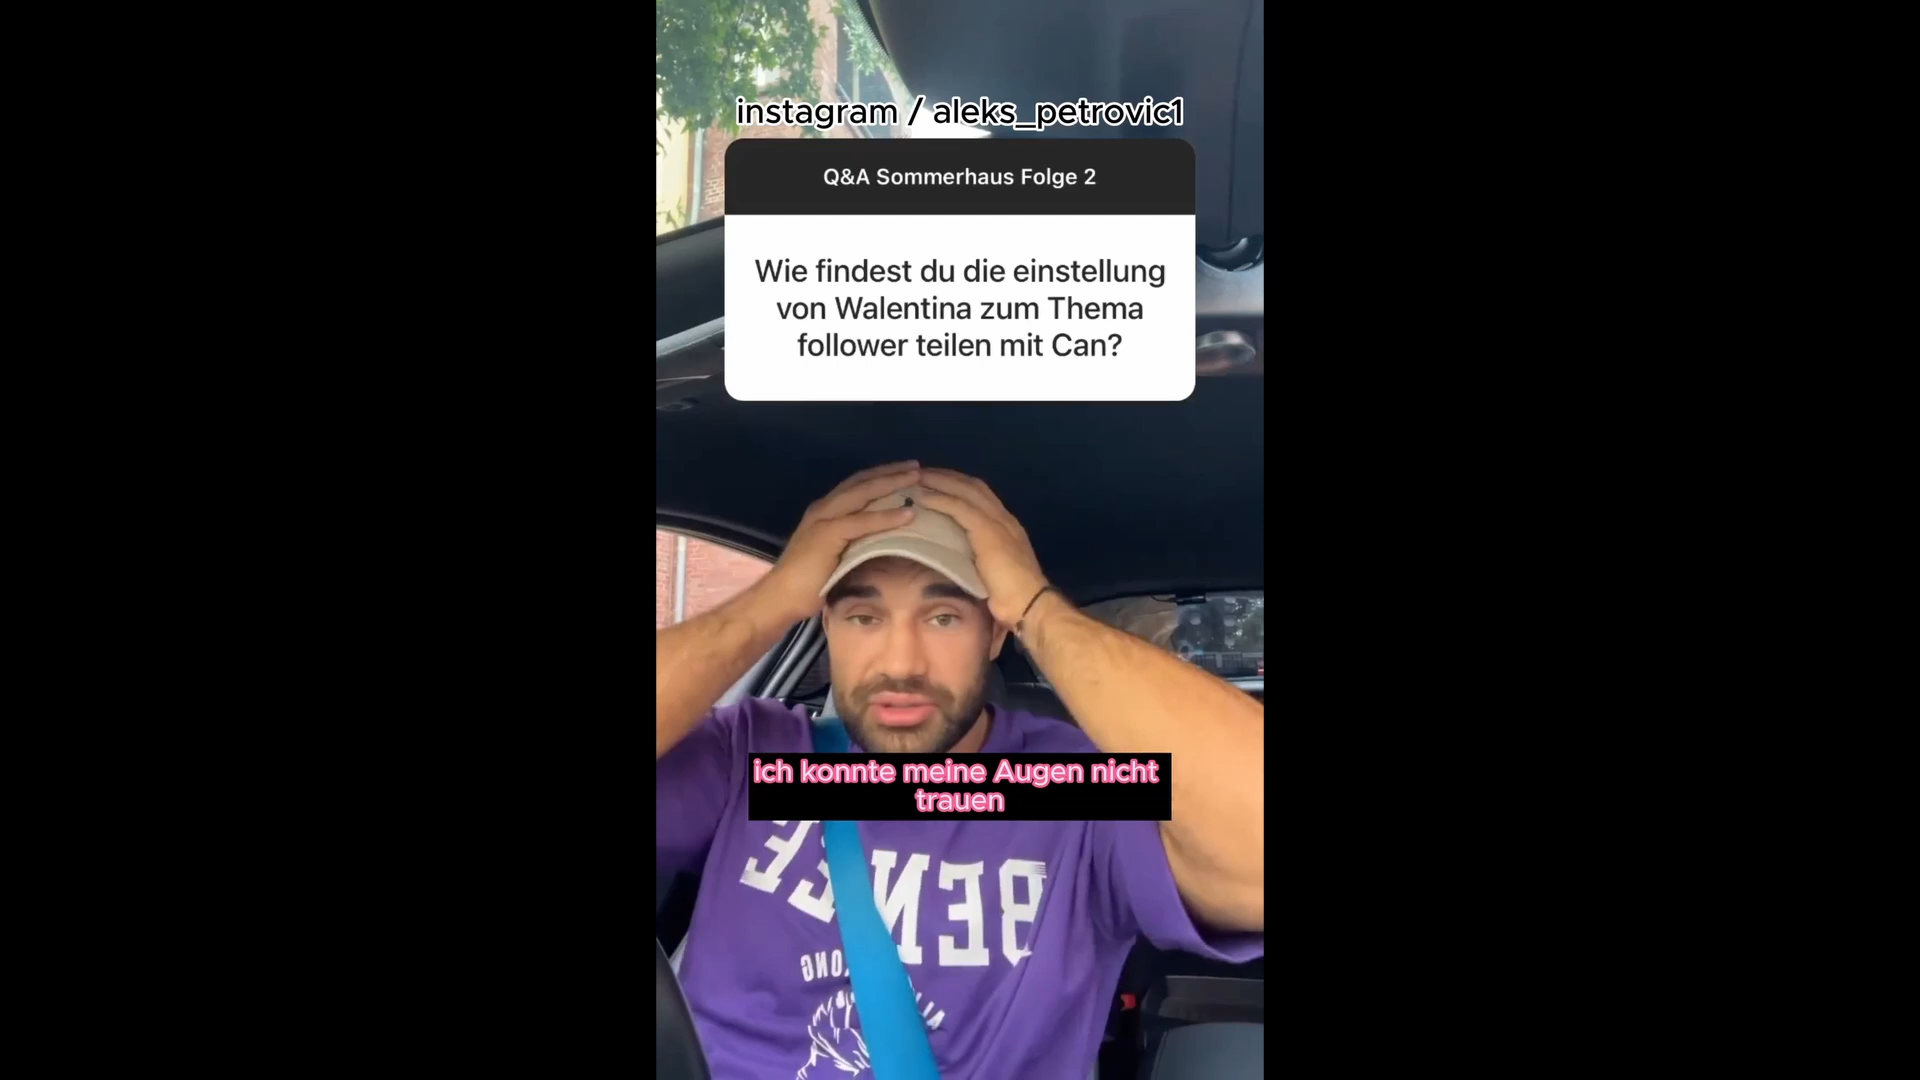 instagram / aleks_petrovic1
Q&A Sommerhaus Folge 2
Wie findest du die einstellung
von Walentina zum Thema
follower teilen mit Can?
ich konnte meine Augen nicht
trauen